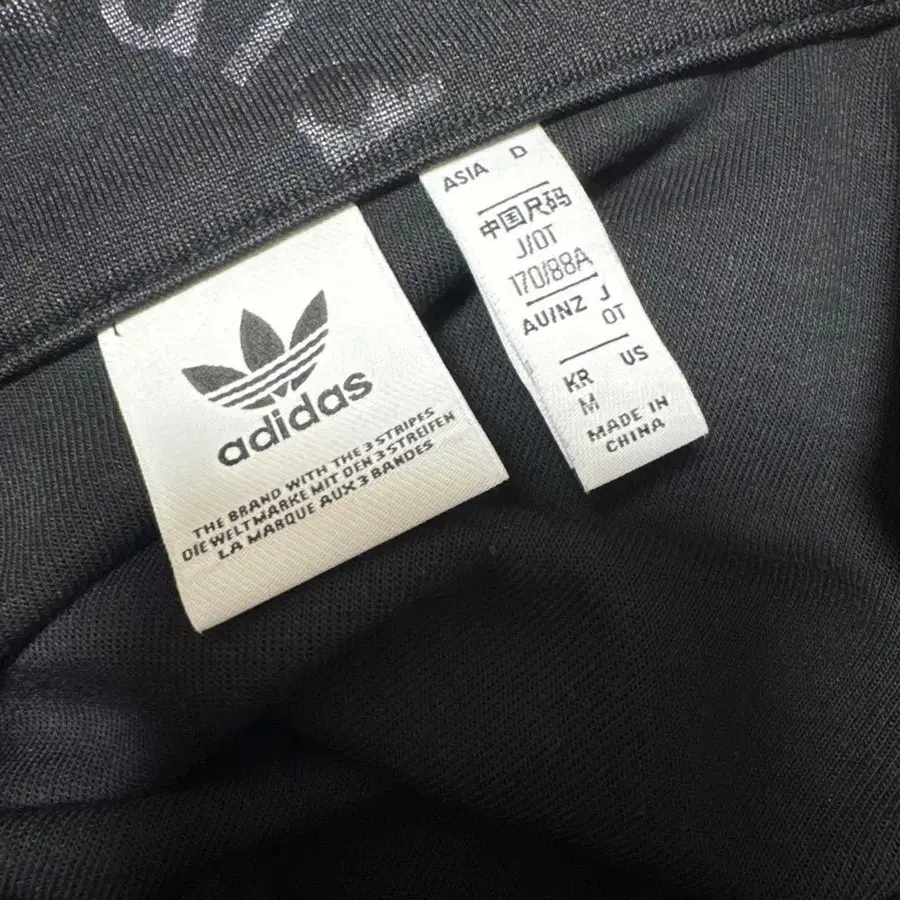 adidas
THE BRAND WITH THE 3 STRIPES
DIE WELTMARKE MIT DEN 3 STREIFEN
LA MARQUE AUX 3 BANDES
ASIA D
中国尺码
J/OT
170/88A
AU/NZ J
OT
KR US
M
MADE IN
CHINA